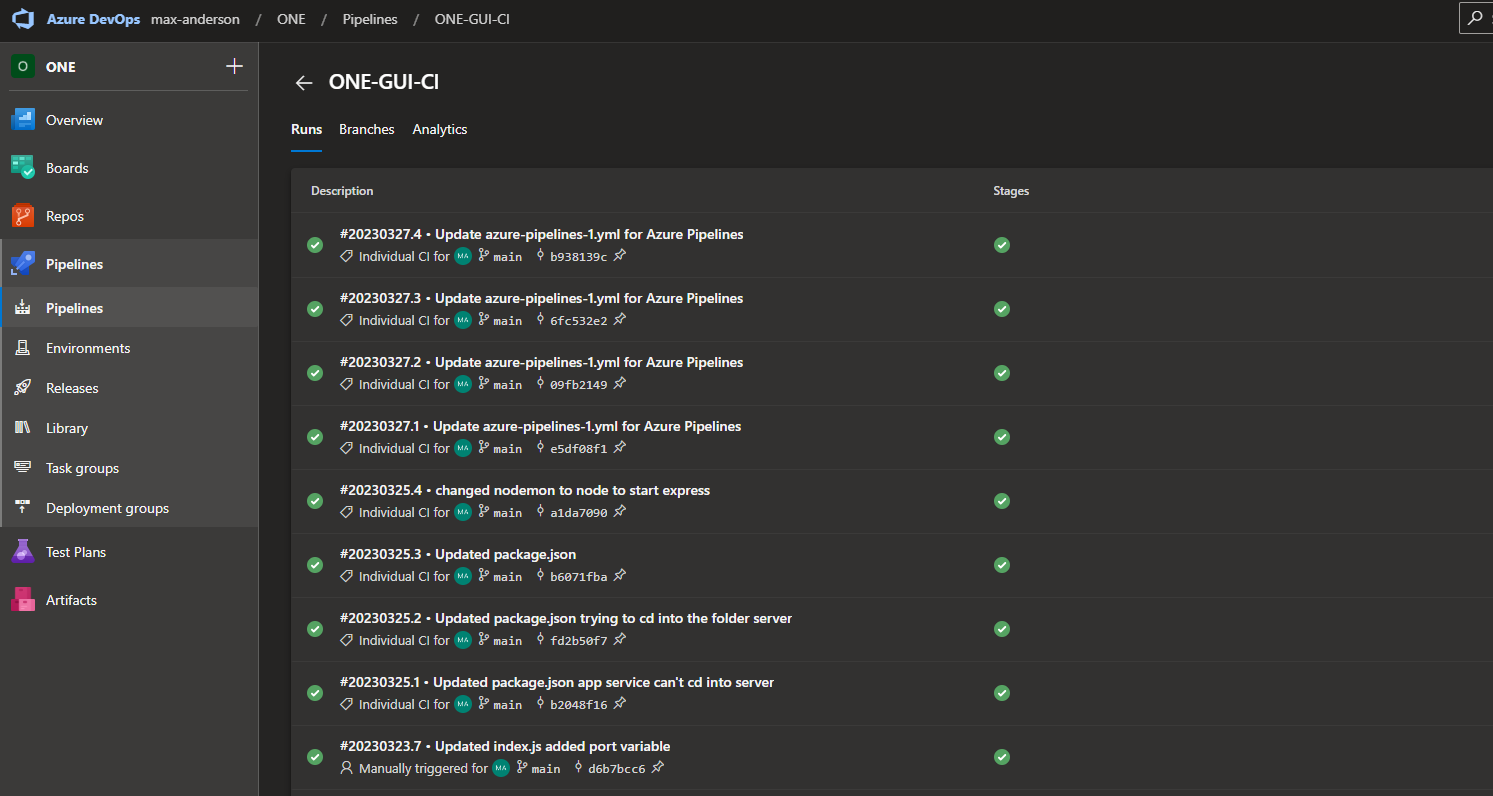 Azure DevOps max-anderson / ONE / Pipelines / ONE-GUI-CI
O ONE
Overview
Boards
Repos
Pipelines
Pipelines
Environments
Releases
Library
Task groups
Deployment groups
Test Plans
Artifacts
ONE-GUI-CI
Runs Branches Analytics
Description Stages
#20230327.4 • Update azure-pipelines-1.yml for Azure Pipelines
Individual CI for MA main b938139c
#20230327.3 • Update azure-pipelines-1.yml for Azure Pipelines
Individual CI for MA main 6fc532e2
#20230327.2 • Update azure-pipelines-1.yml for Azure Pipelines
Individual CI for MA main 09fb2149
#20230327.1 • Update azure-pipelines-1.yml for Azure Pipelines
Individual CI for MA main e5df08f1
#20230325.4 • changed nodemon to node to start express
Individual CI for MA main a1da7090
#20230325.3 • Updated package.json
Individual CI for MA main b6071fba
#20230325.2 • Updated package.json trying to cd into the folder server
Individual CI for MA main fd2b50f7
#20230325.1 • Updated package.json app service can't cd into server
Individual CI for MA main b2048f16
#20230323.7 • Updated index.js added port variable
Manually triggered for MA main d6b7bcc6